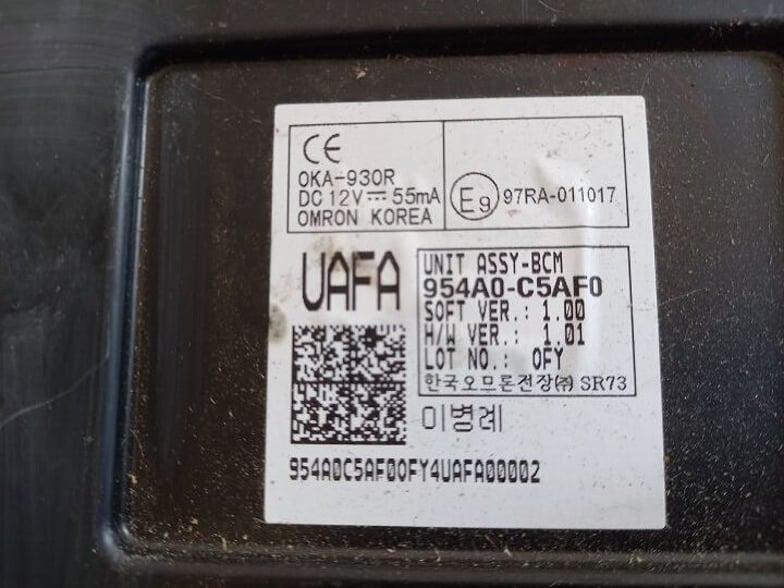 CE
OKA-930R
DC 12V⎓55mA
OMRON KOREA
E9 97RA-011017
UAFA
UNIT ASSY-BCM
954A0-C5AF0
SOFT VER.: 1.00
H/W VER.: 1.01
LOT NO.: 0FY
한국오므론전장㈜ SR73
이병례
954A0C5AF00FY4UAFA00002